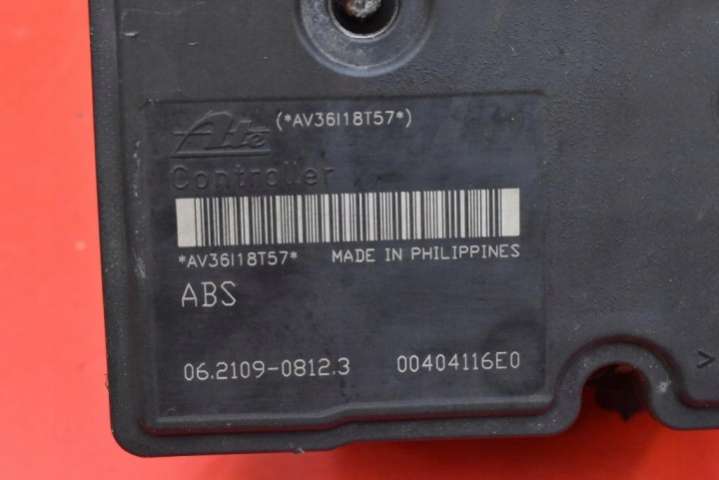 Ate (*AV36I18T57*)
Controller
*AV36I18T57* MADE IN PHILIPPINES
ABS
06.2109-0812.3 00404116E0
>